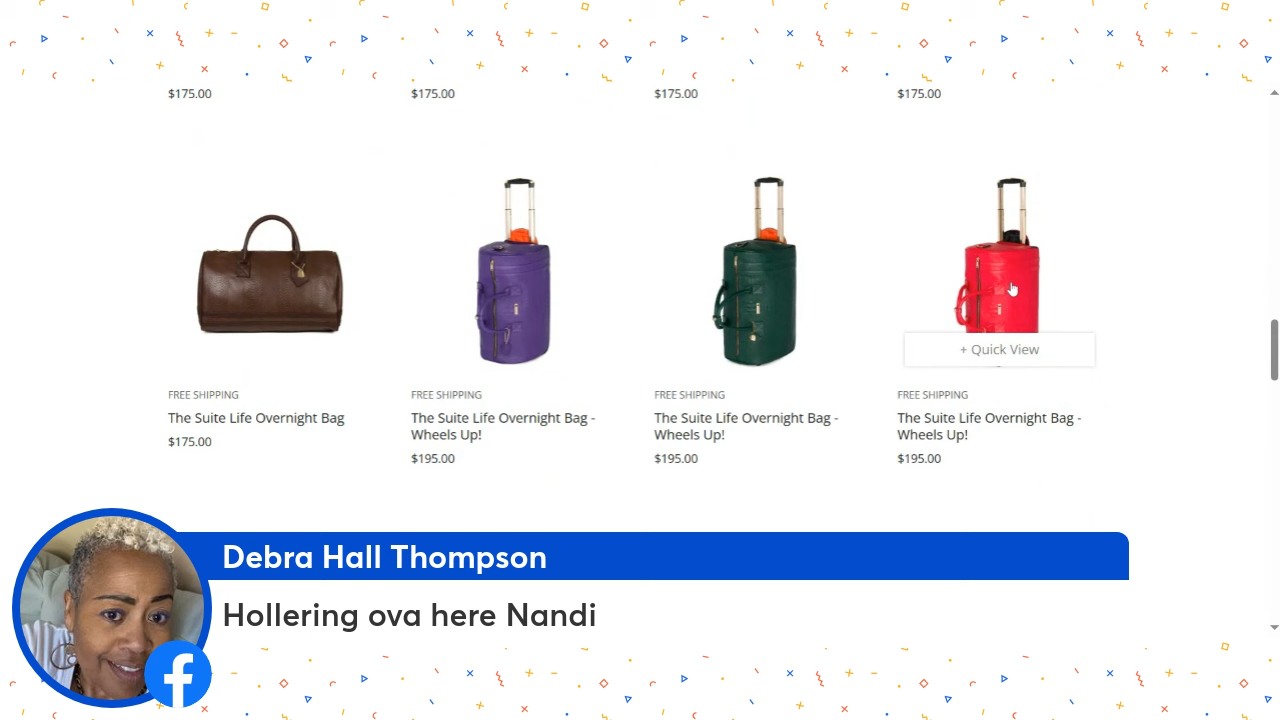 $175.00 $175.00 $175.00 $175.00
FREE SHIPPING
The Suite Life Overnight Bag
$175.00
FREE SHIPPING
The Suite Life Overnight Bag -
Wheels Up!
$195.00
FREE SHIPPING
The Suite Life Overnight Bag -
Wheels Up!
$195.00
+ Quick View
FREE SHIPPING
The Suite Life Overnight Bag -
Wheels Up!
$195.00
Debra Hall Thompson
Hollering ova here Nandi